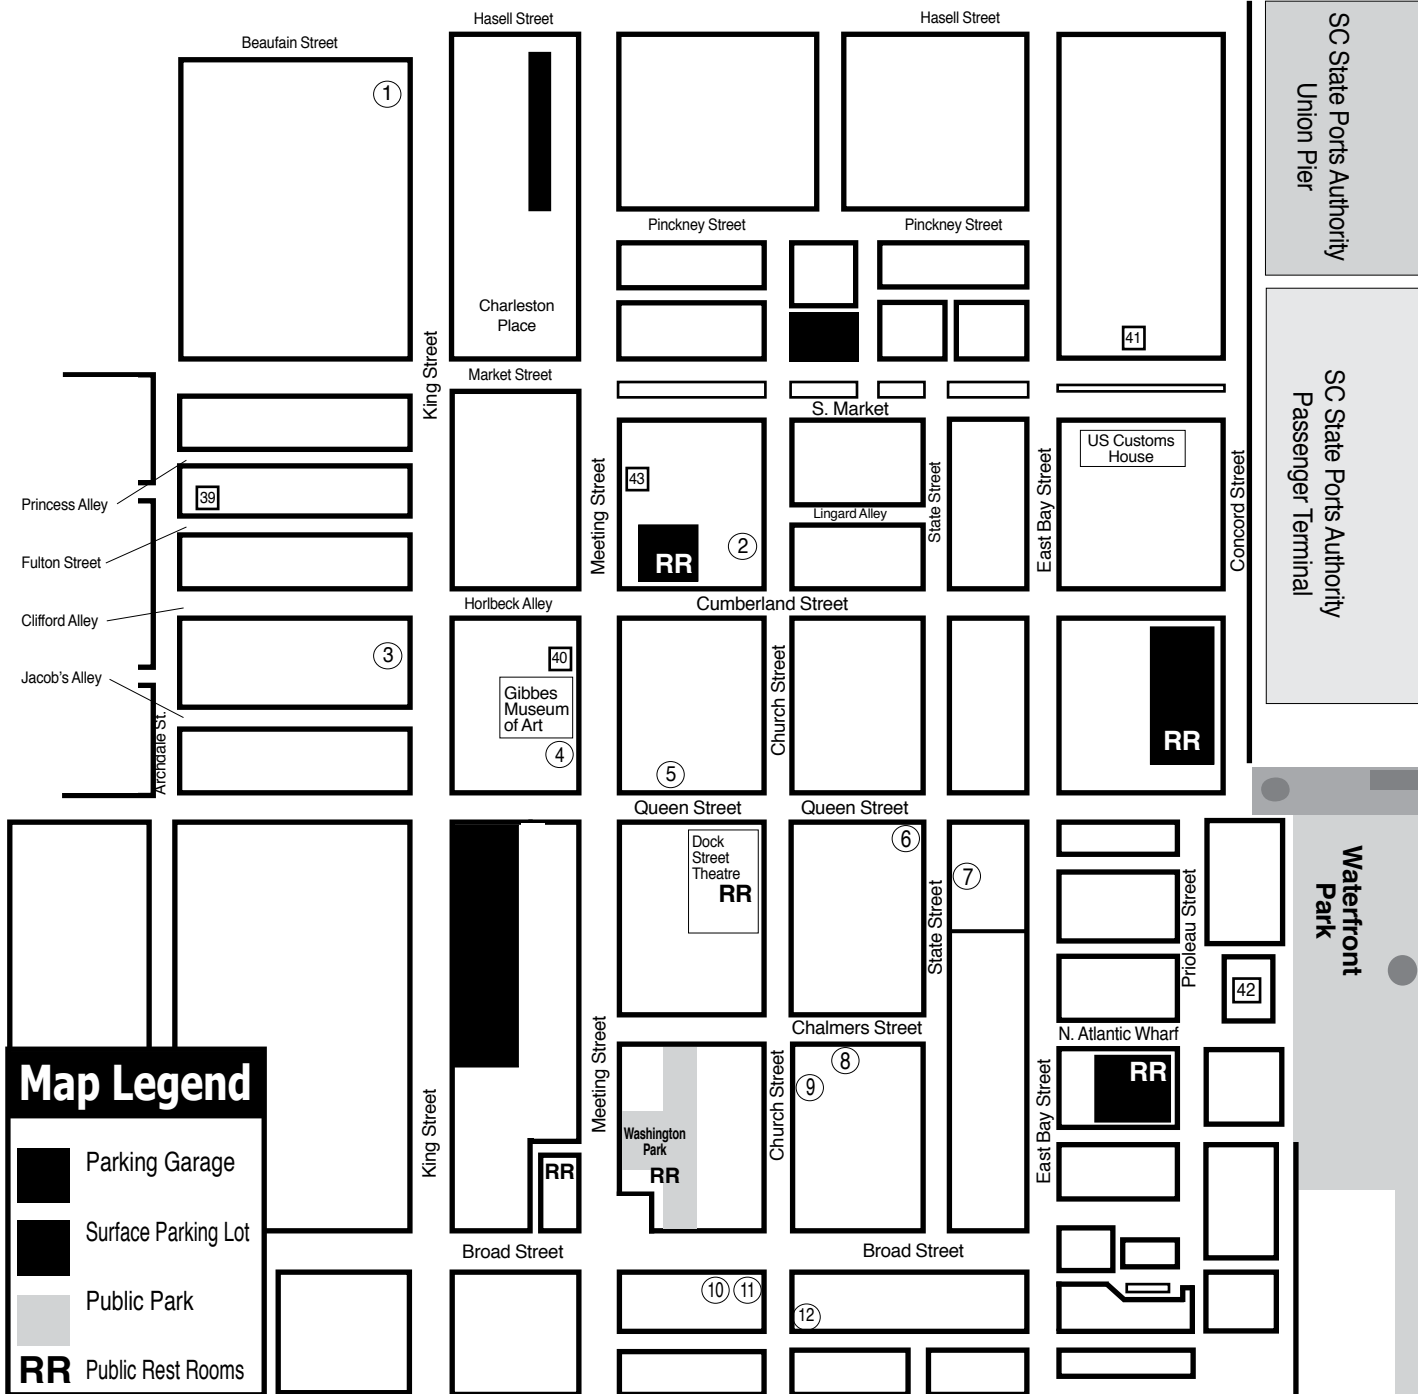 Hasell Street
Hasell Street
Beaufain Street
SC State Ports Authority
Union Pier
1
Pinckney Street
Pinckney Street
Charleston
Place
41
King Street
Market Street
S. Market
SC State Ports Authority
Passenger Terminal
US Customs
House
Princess Alley
39
43
Meeting Street
State Street
East Bay Street
Concord Street
Lingard Alley
Fulton Street
RR
2
Horlbeck Alley
Cumberland Street
Clifford Alley
3
40
Jacob's Alley
Gibbes
Museum
of Art
Church Street
RR
Archdale St.
4
5
Queen Street
Queen Street
Dock
Street
Theatre
RR
6
7
Waterfront
Park
State Street
Prioleau Street
42
Chalmers Street
N. Atlantic Wharf
Meeting Street
8
9
RR
Church Street
East Bay Street
King Street
Washington
Park
RR
RR
Map Legend
Parking Garage
Surface Parking Lot
Public Park
RR Public Rest Rooms
Broad Street
Broad Street
10
11
12